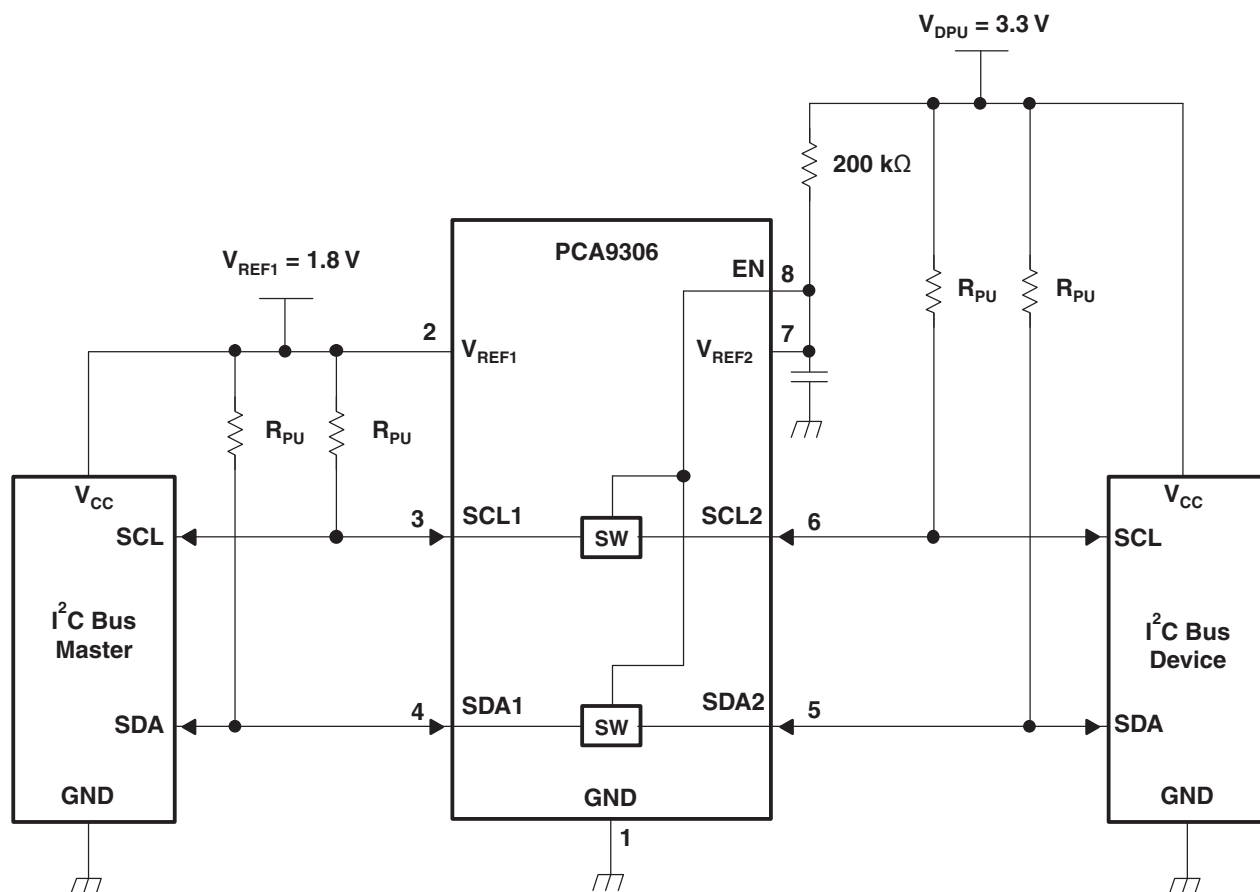 V_DPU = 3.3 V
200 kΩ
PCA9306
V_REF1 = 1.8 V
EN
8
R_PU
R_PU
2
7
V_REF1
V_REF2
R_PU
R_PU
V_CC
V_CC
SCL
3
SCL1
SW
SCL2
6
SCL
I²C Bus
Master
I²C Bus
Device
SDA
4
SDA1
SW
SDA2
5
SDA
GND
GND
GND
1